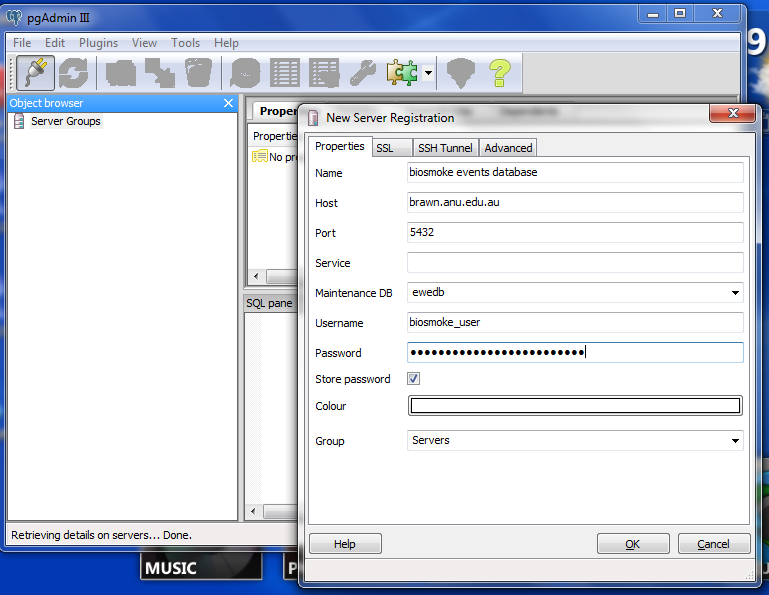 pgAdmin III
File Edit Plugins View Tools Help
9
Object browser
Server Groups
Proper
Propertie
No pr
SQL pane
New Server Registration
Properties SSL SSH Tunnel Advanced
Name biosmoke events database
Host brawn.anu.edu.au
Port 5432
Service
Maintenance DB ewedb
Username biosmoke_user
Password •••••••••••••••••••••••••
Store password
Colour
Group Servers
Help OK Cancel
Retrieving details on servers... Done.
MUSIC P